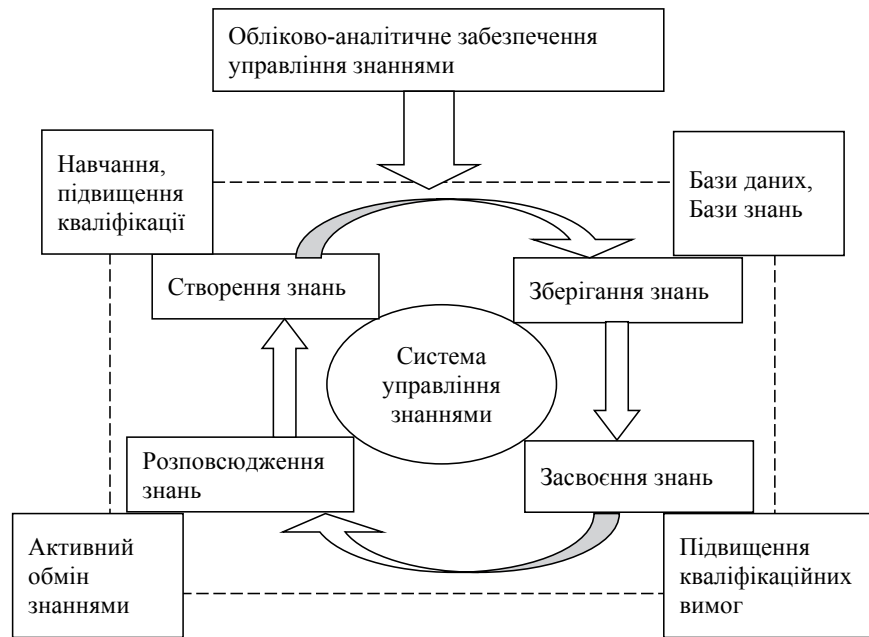 Обліково-аналітичне забезпечення
управління знаннями
Навчання,
підвищення
кваліфікації
Бази даних,
Бази знань
Створення знань
Зберігання знань
Система
управління
знаннями
Розповсюдження
знань
Засвоєння знань
Активний
обмін
знаннями
Підвищення
кваліфікаційних
вимог